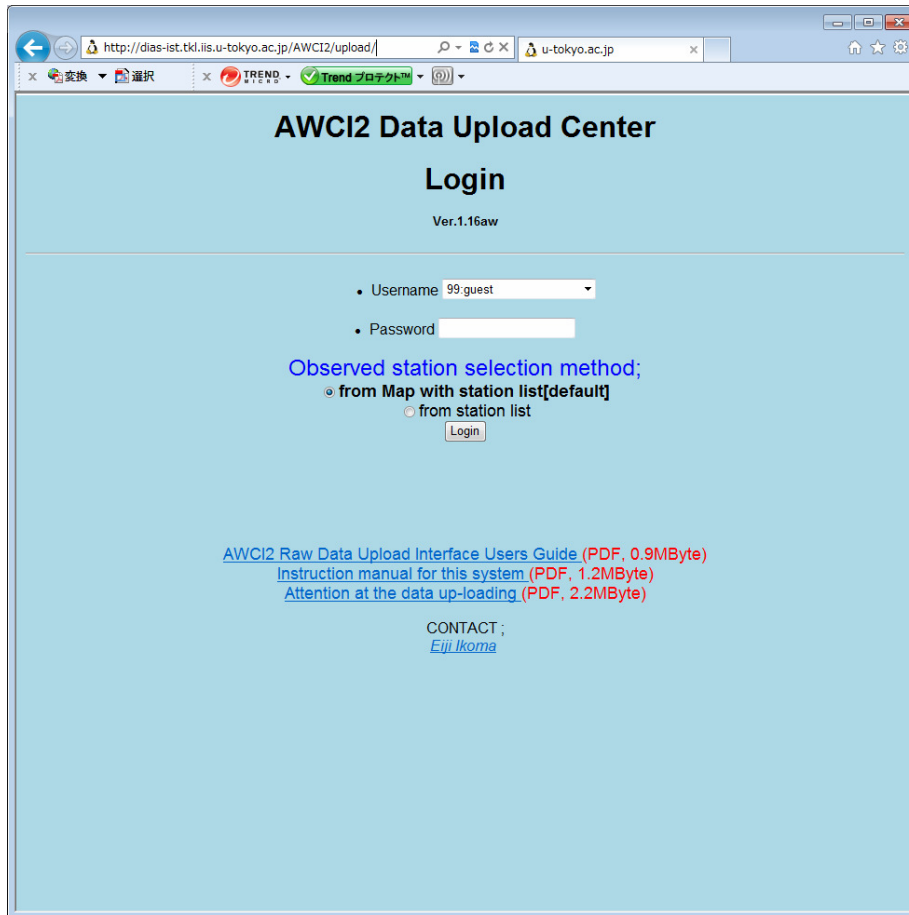 http://dias-ist.tkl.iis.u-tokyo.ac.jp/AWCI2/upload/
u-tokyo.ac.jp
変換 選択 TREND MICRO Trend プロテクト™
AWCI2 Data Upload Center
Login
Ver.1.16aw
• Username 99:guest
• Password
Observed station selection method;
from Map with station list[default]
from station list
Login
AWCI2 Raw Data Upload Interface Users Guide (PDF, 0.9MByte)
Instruction manual for this system (PDF, 1.2MByte)
Attention at the data up-loading (PDF, 2.2MByte)
CONTACT ;
Eiji Ikoma